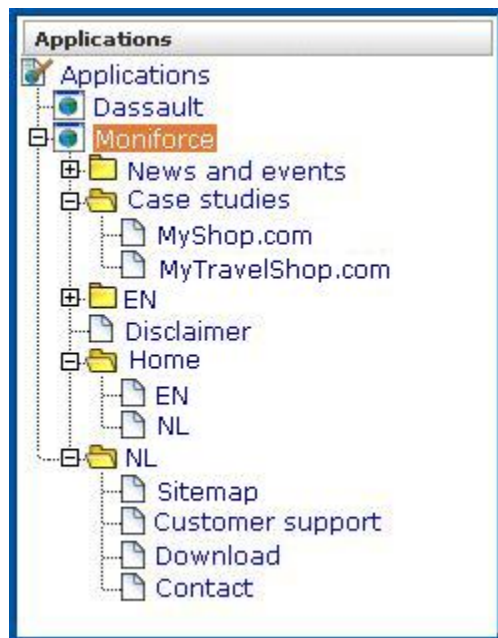 Applications
Applications
Dassault
Moniforce
News and events
Case studies
MyShop.com
MyTravelShop.com
EN
Disclaimer
Home
EN
NL
NL
Sitemap
Customer support
Download
Contact